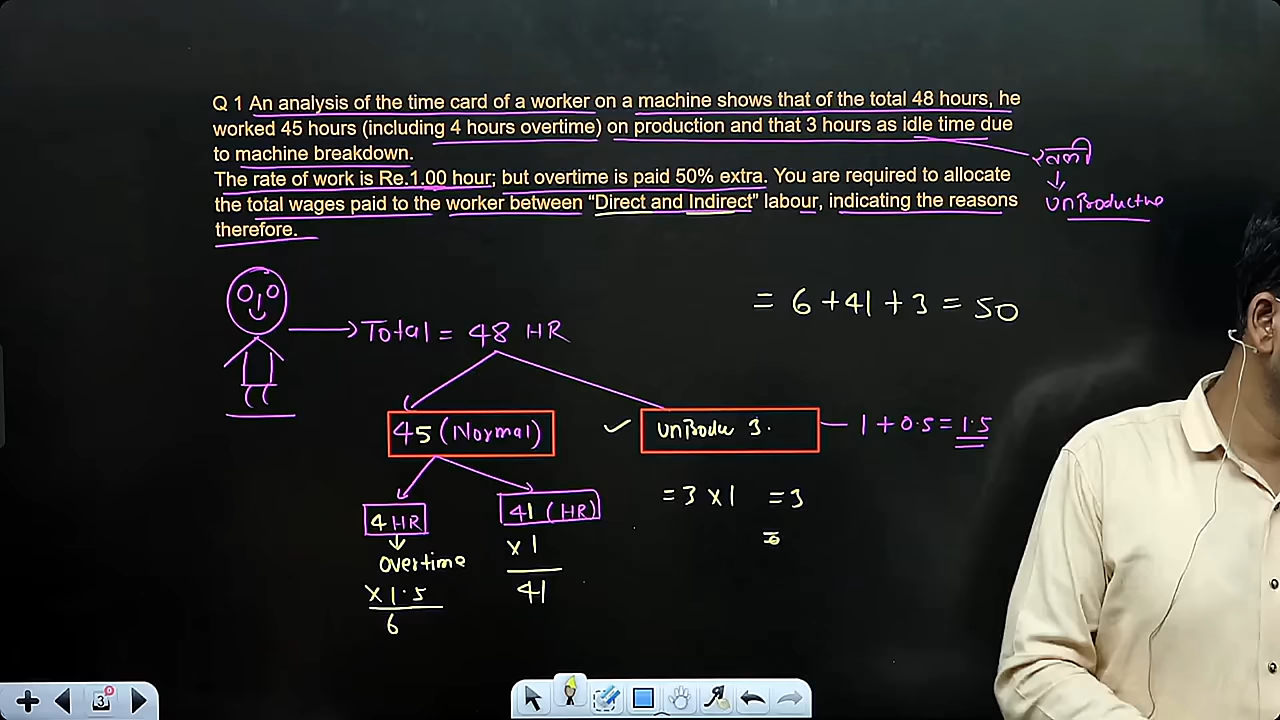 Q 1 An analysis of the time card of a worker on a machine shows that of the total 48 hours, he
worked 45 hours (including 4 hours overtime) on production and that 3 hours as idle time due
to machine breakdown.
The rate of work is Re.1.00 hour; but overtime is paid 50% extra. You are required to allocate
the total wages paid to the worker between “Direct and Indirect” labour, indicating the reasons
therefore.
↓
= 6 + 41 + 3 = 50
Total = 48 HR
45 (Normal)
3.
1 + 0.5 = 1.5
4 HR
41 (HR)
= 3 x 1 = 3
overtime
x 1
x 1.5
41
6
3